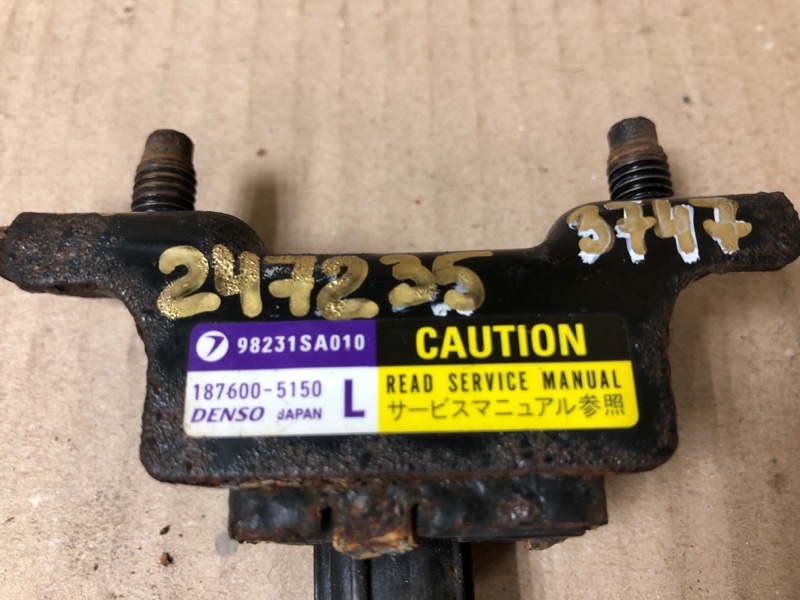 3747
247235
98231SA010
CAUTION
187600-5150
L
READ SERVICE MANUAL
DENSO JAPAN
サービスマニュアル参照